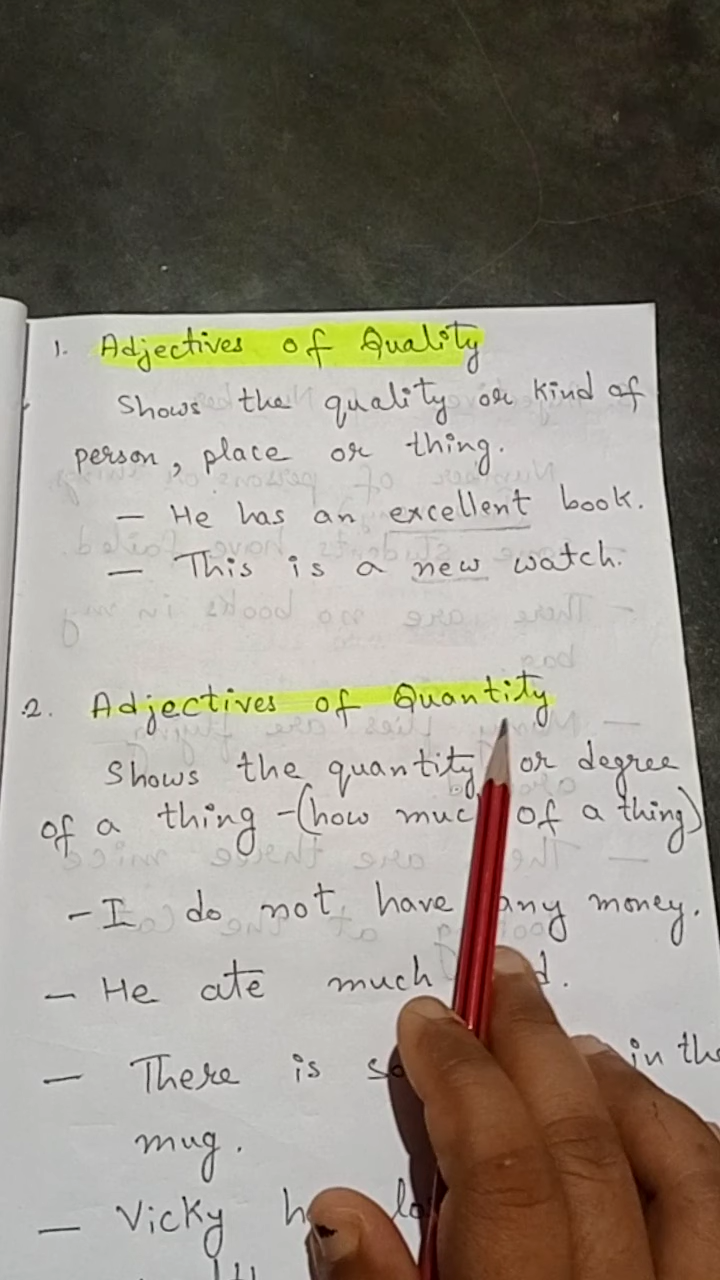 1. Adjectives of Quality
Shows the quality or kind of
person, place or thing.
— He has an excellent book.
— This is a new watch.
2. Adjectives of Quantity
Shows the quantity or degree
of a thing - (how much of a thing)
- I do not have any money.
— He ate much
— There is in the
mug.
— Vicky